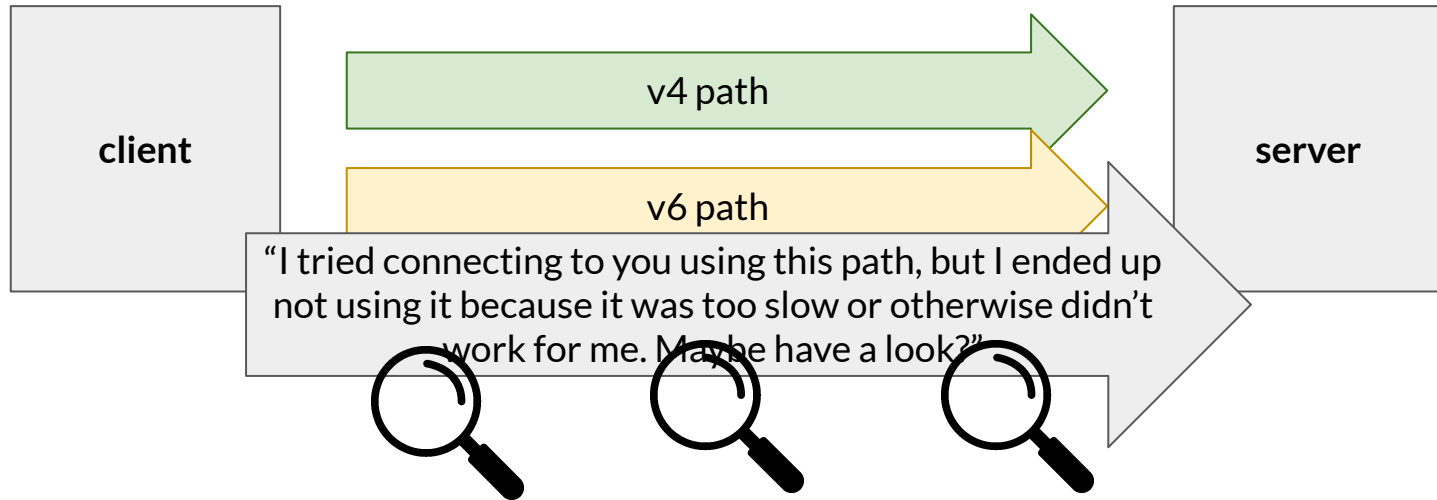 v4 path
client
server
v6 path
“I tried connecting to you using this path, but I ended up
not using it because it was too slow or otherwise didn’t
work for me. Maybe have a look?”